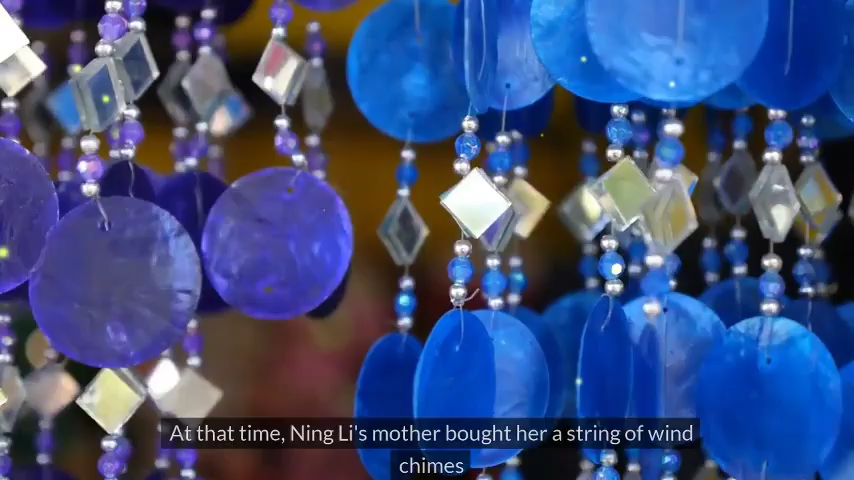 At that time, Ning Li's mother bought her a string of wind
chimes